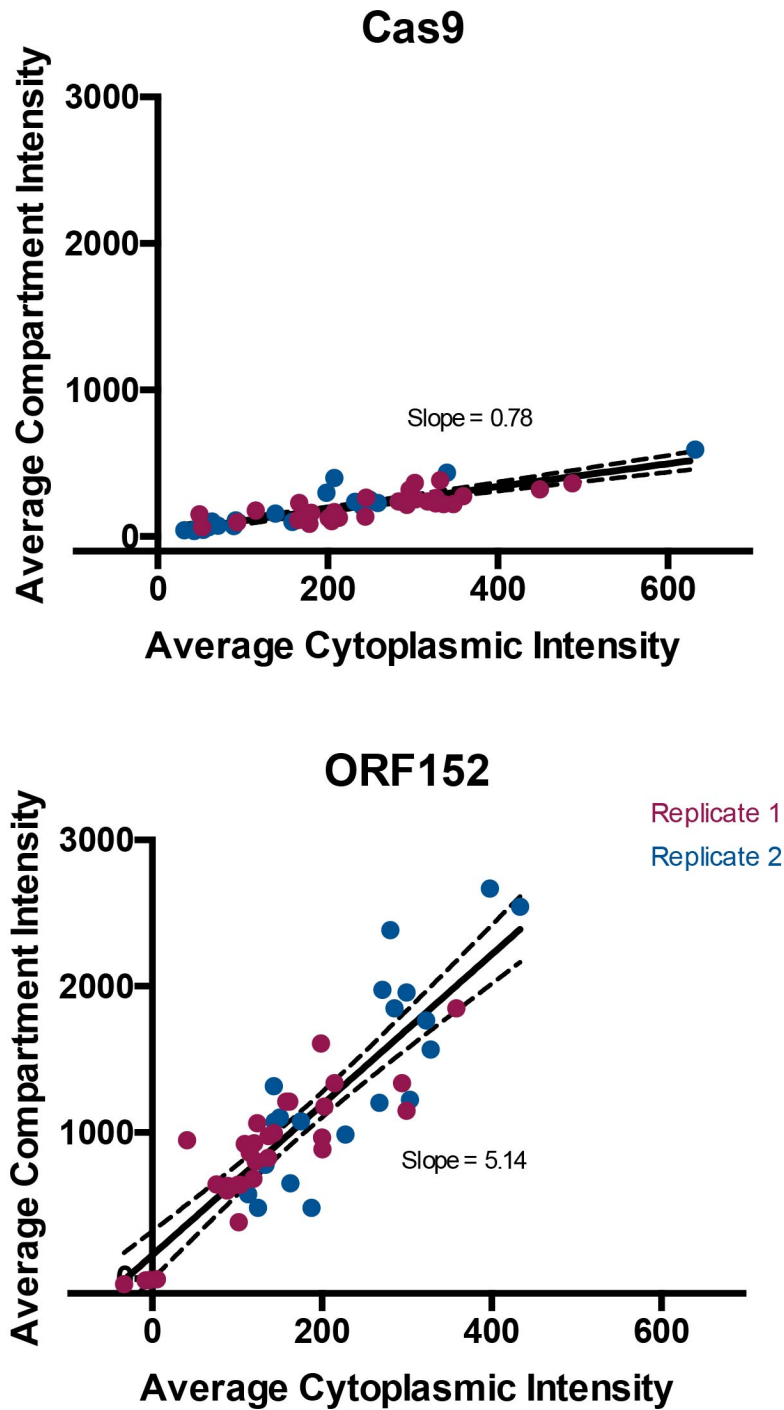 Cas9
Average Compartment Intensity
3000
2000
1000
0
Slope = 0.78
0 200 400 600
Average Cytoplasmic Intensity
ORF152
Replicate 1
Replicate 2
Average Compartment Intensity
3000
2000
1000
0
Slope = 5.14
0 200 400 600
Average Cytoplasmic Intensity